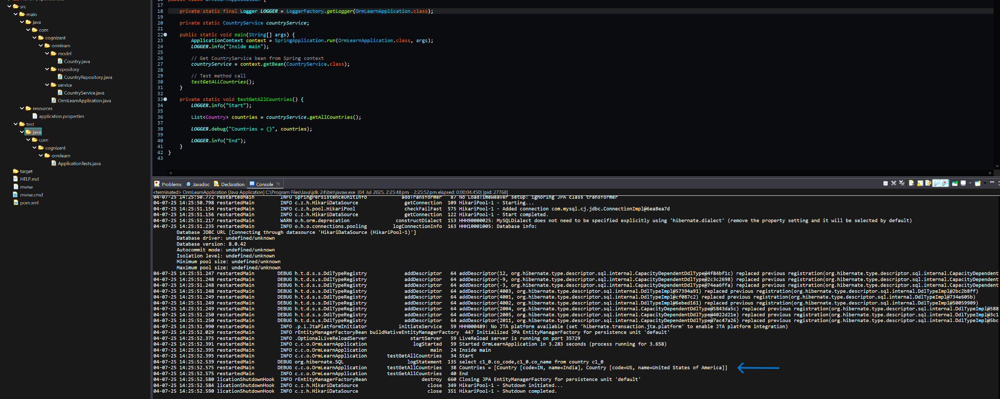 src
main
java
com
cognizant
ormlearn
model
Country.java
repository
CountryRepository.java
service
CountryService.java
OrmLearnApplication.java
resources
application.properties
test
java
com
cognizant
ormlearn
ApplicationTests.java
target
HELP.md
mvnw
mvnw.cmd
pom.xml
18 private static final Logger LOGGER = LoggerFactory.getLogger(OrmLearnApplication.class);
19
20 private static CountryService countryService;
21
22 public static void main(String[] args) {
23 ApplicationContext context = SpringApplication.run(OrmLearnApplication.class, args);
24 LOGGER.info("Inside main");
25
26 // Get CountryService bean from Spring context
27 countryService = context.getBean(CountryService.class);
28
29 // Test method call
30 testGetAllCountries();
31 }
32
33 private static void testGetAllCountries() {
34 LOGGER.info("Start");
35
36 List<Country> countries = countryService.getAllCountries();
37
38 LOGGER.debug("Countries = {}", countries);
39
40 LOGGER.info("End");
41 }
42 }
43
Problems Javadoc Declaration Console
<terminated> OrmLearnApplication [Java Application] C:\Program Files\Java\jdk-24\bin\javaw.exe (04-Jul-2025, 2:25:48 pm – 2:25:52 pm elapsed: 0:00:04.450) [pid: 27768]
04-07-25 14:25:50.772 restartedMain INFO SpringPersistenceUnitInfo addTransformer 87 No LoadTimeWeaver setup: ignoring JPA class transformer
04-07-25 14:25:50.798 restartedMain INFO c.z.h.HikariDataSource getConnection 109 HikariPool-1 - Starting...
04-07-25 14:25:51.154 restartedMain INFO c.z.h.pool.HikariPool checkFailFast 575 HikariPool-1 - Added connection com.mysql.cj.jdbc.ConnectionImpl@6ea8ea7d
04-07-25 14:25:51.156 restartedMain INFO c.z.h.HikariDataSource getConnection 122 HikariPool-1 - Start completed.
04-07-25 14:25:51.217 restartedMain WARN o.h.orm.deprecation constructDialect 153 HHH90000025: MySQLDialect does not need to be specified explicitly using 'hibernate.dialect' (remove the property setting and it will be selected by default)
04-07-25 14:25:51.235 restartedMain INFO o.h.o.connections.pooling logConnectionInfo 163 HHH10001005: Database info:
Database JDBC URL [Connecting through datasource 'HikariDataSource (HikariPool-1)']
Database driver: undefined/unknown
Database version: 8.0.42
Autocommit mode: undefined/unknown
Isolation level: undefined/unknown
Minimum pool size: undefined/unknown
Maximum pool size: undefined/unknown
04-07-25 14:25:51.247 restartedMain DEBUG h.t.d.s.s.DdlTypeRegistry addDescriptor 64 addDescriptor(12, org.hibernate.type.descriptor.sql.internal.CapacityDependentDdlType@4f84bf1c) replaced previous registration(org.hibernate.type.descriptor.sql.internal.CapacityDependent
04-07-25 14:25:51.248 restartedMain DEBUG h.t.d.s.s.DdlTypeRegistry addDescriptor 64 addDescriptor(-9, org.hibernate.type.descriptor.sql.internal.CapacityDependentDdlType@2c3c2698) replaced previous registration(org.hibernate.type.descriptor.sql.internal.CapacityDependent
04-07-25 14:25:51.248 restartedMain DEBUG h.t.d.s.s.DdlTypeRegistry addDescriptor 64 addDescriptor(-3, org.hibernate.type.descriptor.sql.internal.CapacityDependentDdlType@74ea6ffa) replaced previous registration(org.hibernate.type.descriptor.sql.internal.CapacityDependent
04-07-25 14:25:51.248 restartedMain DEBUG h.t.d.s.s.DdlTypeRegistry addDescriptor 64 addDescriptor(4003, org.hibernate.type.descriptor.sql.internal.DdlTypeImpl@57394a91) replaced previous registration(org.hibernate.type.descriptor.sql.internal.DdlTypeImpl@2bc2b8ff)
04-07-25 14:25:51.249 restartedMain DEBUG h.t.d.s.s.DdlTypeRegistry addDescriptor 64 addDescriptor(4001, org.hibernate.type.descriptor.sql.internal.DdlTypeImpl@cf087c2) replaced previous registration(org.hibernate.type.descriptor.sql.internal.DdlTypeImpl@734e605b)
04-07-25 14:25:51.249 restartedMain DEBUG h.t.d.s.s.DdlTypeRegistry addDescriptor 64 addDescriptor(4002, org.hibernate.type.descriptor.sql.internal.DdlTypeImpl@6ebed161) replaced previous registration(org.hibernate.type.descriptor.sql.internal.DdlTypeImpl@50059909)
04-07-25 14:25:51.249 restartedMain DEBUG h.t.d.s.s.DdlTypeRegistry addDescriptor 64 addDescriptor(2004, org.hibernate.type.descriptor.sql.internal.CapacityDependentDdlType@5843da5c) replaced previous registration(org.hibernate.type.descriptor.sql.internal.DdlTypeImpl@588
04-07-25 14:25:51.250 restartedMain DEBUG h.t.d.s.s.DdlTypeRegistry addDescriptor 64 addDescriptor(2005, org.hibernate.type.descriptor.sql.internal.CapacityDependentDdlType@4022d21e) replaced previous registration(org.hibernate.type.descriptor.sql.internal.DdlTypeImpl@3c1
04-07-25 14:25:51.250 restartedMain DEBUG h.t.d.s.s.DdlTypeRegistry addDescriptor 64 addDescriptor(2011, org.hibernate.type.descriptor.sql.internal.CapacityDependentDdlType@7ac47a26) replaced previous registration(org.hibernate.type.descriptor.sql.internal.DdlTypeImpl@5bc
04-07-25 14:25:51.990 restartedMain INFO .p.i.JtaPlatformInitiator initiateService 59 HHH000489: No JTA platform available (set 'hibernate.transaction.jta.platform' to enable JTA platform integration)
04-07-25 14:25:52.029 restartedMain INFO rEntityManagerFactoryBean buildNativeEntityManagerFactory 447 Initialized JPA EntityManagerFactory for persistence unit 'default'
04-07-25 14:25:52.375 restartedMain INFO .OptionalLiveReloadServer startServer 59 LiveReload server is running on port 35729
04-07-25 14:25:52.391 restartedMain INFO c.c.o.OrmLearnApplication logStarted 59 Started OrmLearnApplication in 3.283 seconds (process running for 3.658)
04-07-25 14:25:52.395 restartedMain INFO c.c.o.OrmLearnApplication main 24 Inside main
04-07-25 14:25:52.395 restartedMain INFO c.c.o.OrmLearnApplication testGetAllCountries 34 Start
04-07-25 14:25:52.539 restartedMain DEBUG org.hibernate.SQL logStatement 135 select c1_0.co_code,c1_0.co_name from country c1_0
04-07-25 14:25:52.575 restartedMain DEBUG c.c.o.OrmLearnApplication testGetAllCountries 38 Countries = [Country [code=IN, name=India], Country [code=US, name=United States of America]]
04-07-25 14:25:52.575 restartedMain INFO c.c.o.OrmLearnApplication testGetAllCountries 40 End
04-07-25 14:25:52.580 licationShutdownHook INFO rEntityManagerFactoryBean destroy 660 Closing JPA EntityManagerFactory for persistence unit 'default'
04-07-25 14:25:52.584 licationShutdownHook INFO c.z.h.HikariDataSource close 349 HikariPool-1 - Shutdown initiated...
04-07-25 14:25:52.590 licationShutdownHook INFO c.z.h.HikariDataSource close 351 HikariPool-1 - Shutdown completed.